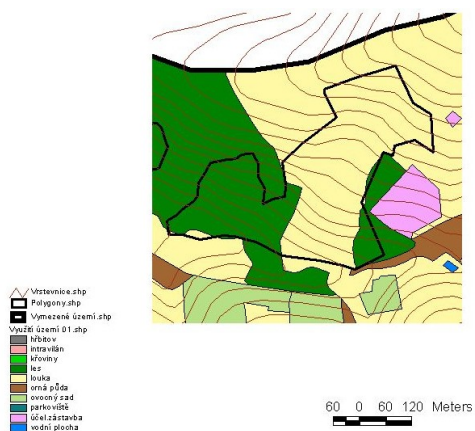 Vrstevnice.shp
Polygony.shp
Vymezené území.shp
Využití území 01.shp
hřbitov
intravilán
křoviny
les
louka
orná půda
ovocný sad
parkoviště
účel.zástavba
vodní plocha
60 0 60 120 Meters